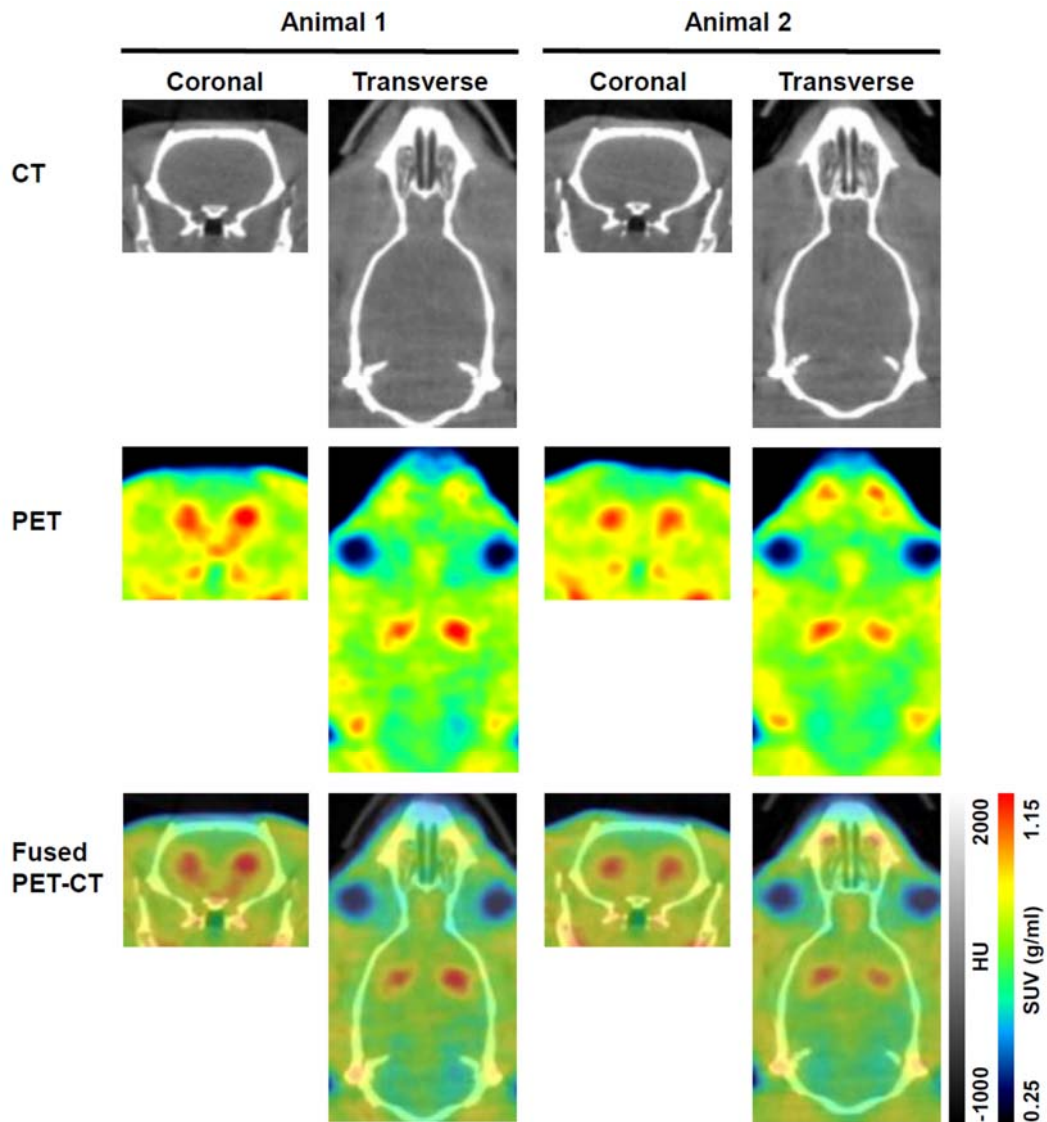 Animal 1 Animal 2
Coronal Transverse Coronal Transverse
CT
PET
Fused
PET-CT
2000
HU
-1000
1.15
SUV (g/ml)
0.25